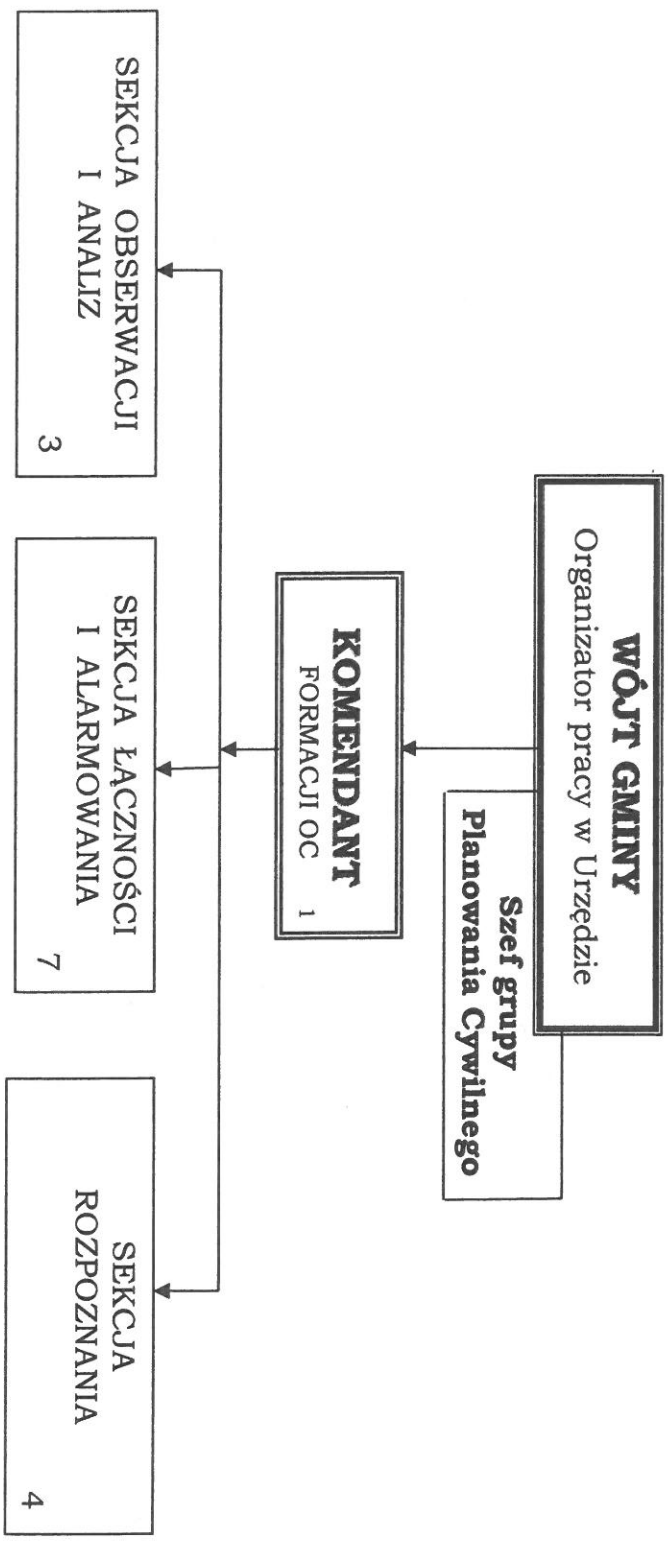 WÓJT GMINY
Organizator pracy w Urzędzie
Szef grupy
Planowania Cywilnego
KOMENDANT
FORMACJI OC 1
SEKCJA OBSERWACJI
I ANALIZ
3
SEKCJA ŁĄCZNOŚCI
I ALARMOWANIA
7
SEKCJA
ROZPOZNANIA
4